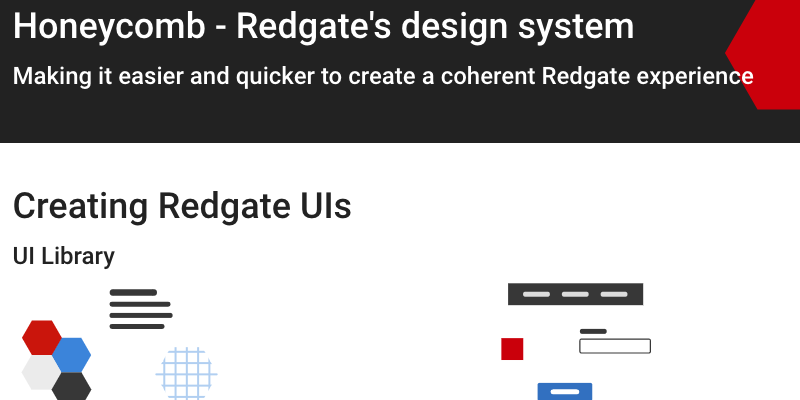 Honeycomb - Redgate's design system
Making it easier and quicker to create a coherent Redgate experience
Creating Redgate UIs
UI Library